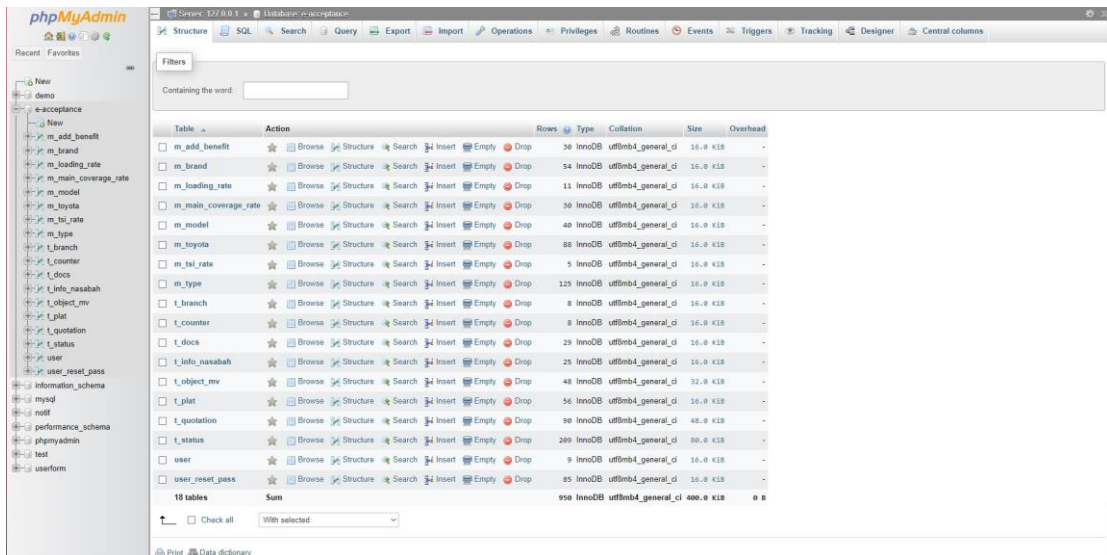 phpMyAdmin
Recent Favorites
New
demo
e-acceptance
New
m_add_benefit
m_brand
m_loading_rate
m_main_coverage_rate
m_model
m_toyota
m_tsi_rate
m_type
t_branch
t_counter
t_docs
t_info_nasabah
t_object_mv
t_plat
t_quotation
t_status
user
user_reset_pass
information_schema
mysql
notif
performance_schema
phpmyadmin
test
userform
Server: 127.0.0.1 » Database: e-acceptance
Structure SQL Search Query Export Import Operations Privileges Routines Events Triggers Tracking Designer Central columns
Filters
Containing the word:
Table Action Rows Type Collation Size Overhead
m_add_benefit Browse Structure Search Insert Empty Drop 30 InnoDB utf8mb4_general_ci 16.0 KiB -
m_brand Browse Structure Search Insert Empty Drop 54 InnoDB utf8mb4_general_ci 16.0 KiB -
m_loading_rate Browse Structure Search Insert Empty Drop 11 InnoDB utf8mb4_general_ci 16.0 KiB -
m_main_coverage_rate Browse Structure Search Insert Empty Drop 30 InnoDB utf8mb4_general_ci 16.0 KiB -
m_model Browse Structure Search Insert Empty Drop 40 InnoDB utf8mb4_general_ci 16.0 KiB -
m_toyota Browse Structure Search Insert Empty Drop 88 InnoDB utf8mb4_general_ci 16.0 KiB -
m_tsi_rate Browse Structure Search Insert Empty Drop 5 InnoDB utf8mb4_general_ci 16.0 KiB -
m_type Browse Structure Search Insert Empty Drop 125 InnoDB utf8mb4_general_ci 16.0 KiB -
t_branch Browse Structure Search Insert Empty Drop 8 InnoDB utf8mb4_general_ci 16.0 KiB -
t_counter Browse Structure Search Insert Empty Drop 8 InnoDB utf8mb4_general_ci 16.0 KiB -
t_docs Browse Structure Search Insert Empty Drop 29 InnoDB utf8mb4_general_ci 16.0 KiB -
t_info_nasabah Browse Structure Search Insert Empty Drop 25 InnoDB utf8mb4_general_ci 16.0 KiB -
t_object_mv Browse Structure Search Insert Empty Drop 48 InnoDB utf8mb4_general_ci 32.0 KiB -
t_plat Browse Structure Search Insert Empty Drop 56 InnoDB utf8mb4_general_ci 16.0 KiB -
t_quotation Browse Structure Search Insert Empty Drop 90 InnoDB utf8mb4_general_ci 48.0 KiB -
t_status Browse Structure Search Insert Empty Drop 209 InnoDB utf8mb4_general_ci 80.0 KiB -
user Browse Structure Search Insert Empty Drop 9 InnoDB utf8mb4_general_ci 16.0 KiB -
user_reset_pass Browse Structure Search Insert Empty Drop 85 InnoDB utf8mb4_general_ci 16.0 KiB -
18 tables Sum 950 InnoDB utf8mb4_general_ci 400.0 KiB 0 B
Check all With selected:
Print Data dictionary